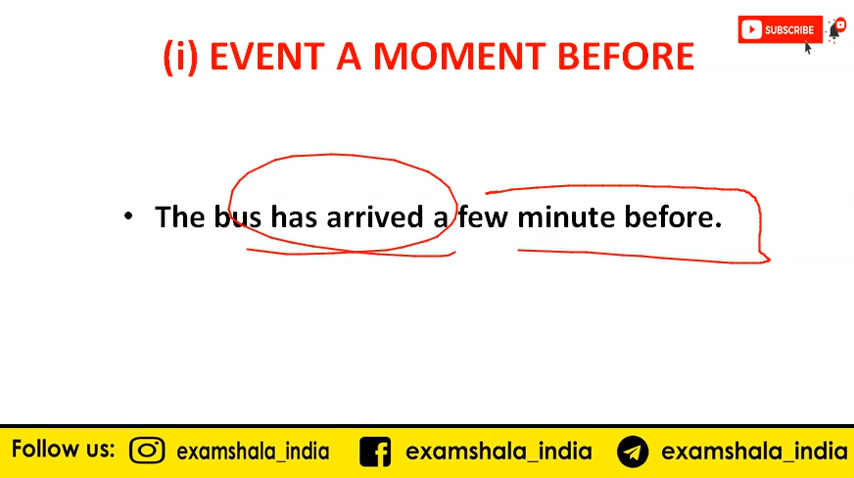 SUBSCRIBE
(i) EVENT A MOMENT BEFORE
• The bus has arrived a few minute before.
Follow us: examshala_india examshala_india examshala_india